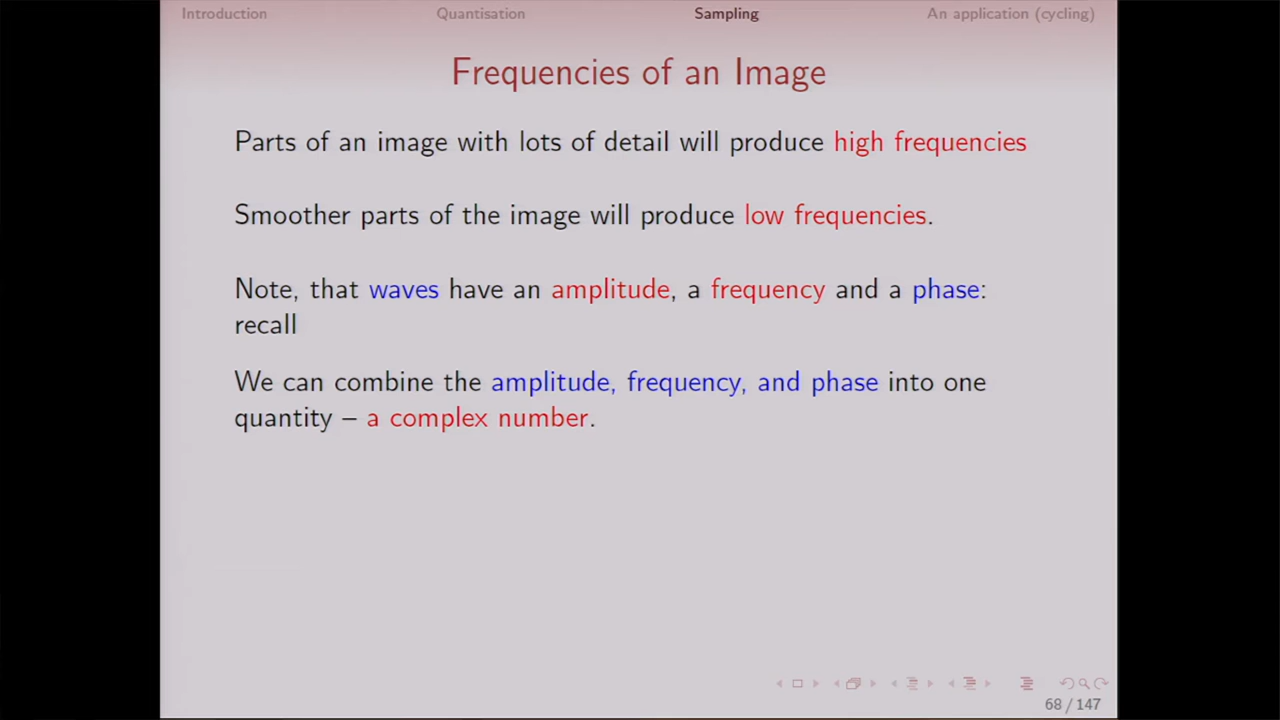 Introduction Quantisation Sampling An application (cycling)
Frequencies of an Image
Parts of an image with lots of detail will produce high frequencies
Smoother parts of the image will produce low frequencies.
Note, that waves have an amplitude, a frequency and a phase:
recall
We can combine the amplitude, frequency, and phase into one
quantity – a complex number.
68 / 147